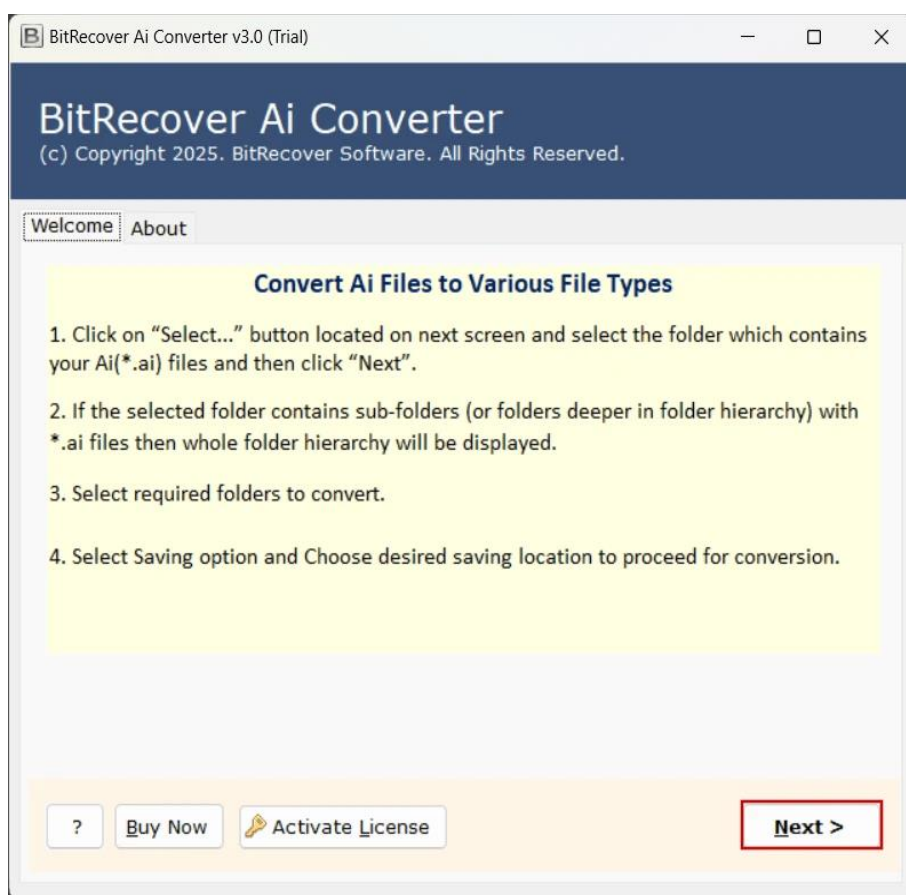 BitRecover Ai Converter v3.0 (Trial)
BitRecover Ai Converter
(c) Copyright 2025. BitRecover Software. All Rights Reserved.
Welcome About
Convert Ai Files to Various File Types
1. Click on “Select...” button located on next screen and select the folder which contains
your Ai(*.ai) files and then click “Next”.
2. If the selected folder contains sub-folders (or folders deeper in folder hierarchy) with
*.ai files then whole folder hierarchy will be displayed.
3. Select required folders to convert.
4. Select Saving option and Choose desired saving location to proceed for conversion.
? Buy Now Activate License Next >